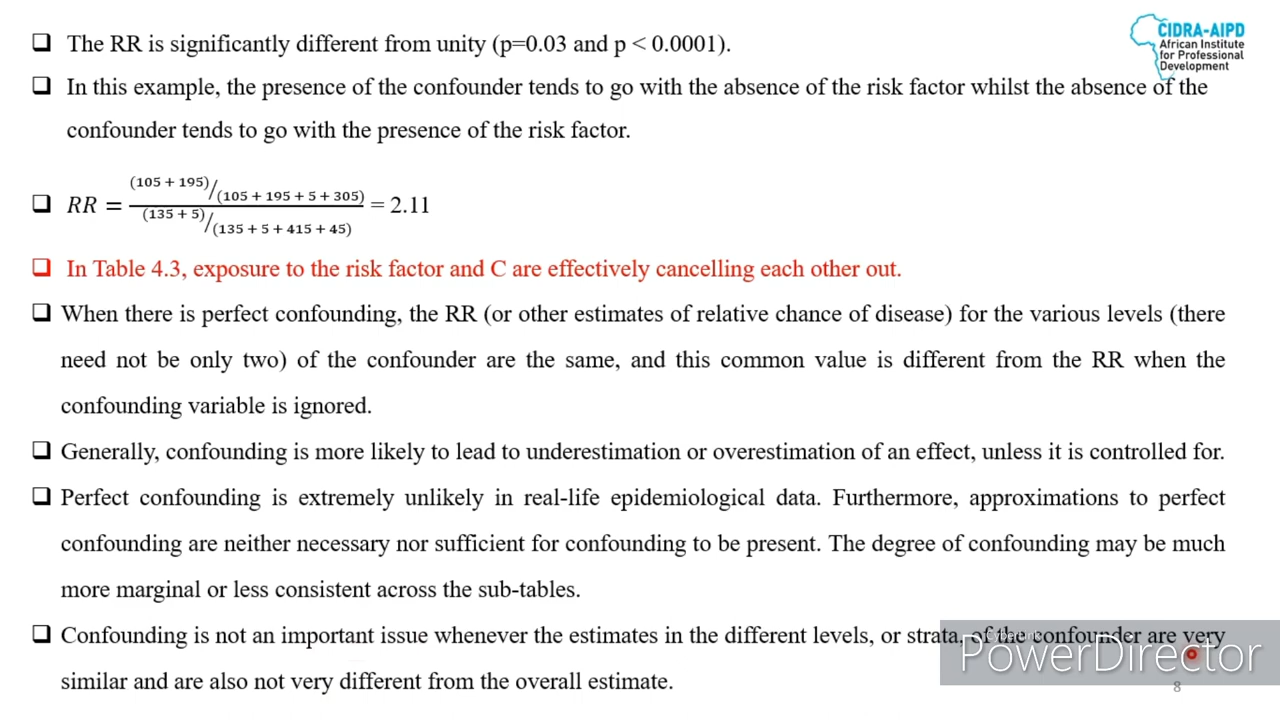 CIDRA-AIPD
African Institute
for Professional
Development
❑ The RR is significantly different from unity (p=0.03 and p < 0.0001).
❑ In this example, the presence of the confounder tends to go with the absence of the risk factor whilst the absence of the
confounder tends to go with the presence of the risk factor.
❑ RR = (105 + 195)/(105 + 195 + 5 + 305) / (135 + 5)/(135 + 5 + 415 + 45) = 2.11
❑ In Table 4.3, exposure to the risk factor and C are effectively cancelling each other out.
❑ When there is perfect confounding, the RR (or other estimates of relative chance of disease) for the various levels (there
need not be only two) of the confounder are the same, and this common value is different from the RR when the
confounding variable is ignored.
❑ Generally, confounding is more likely to lead to underestimation or overestimation of an effect, unless it is controlled for.
❑ Perfect confounding is extremely unlikely in real-life epidemiological data. Furthermore, approximations to perfect
confounding are neither necessary nor sufficient for confounding to be present. The degree of confounding may be much
more marginal or less consistent across the sub-tables.
❑ Confounding is not an important issue whenever the estimates in the different levels, or strata, of the confounder are very
similar and are also not very different from the overall estimate.
CyberLink
PowerDirector
8